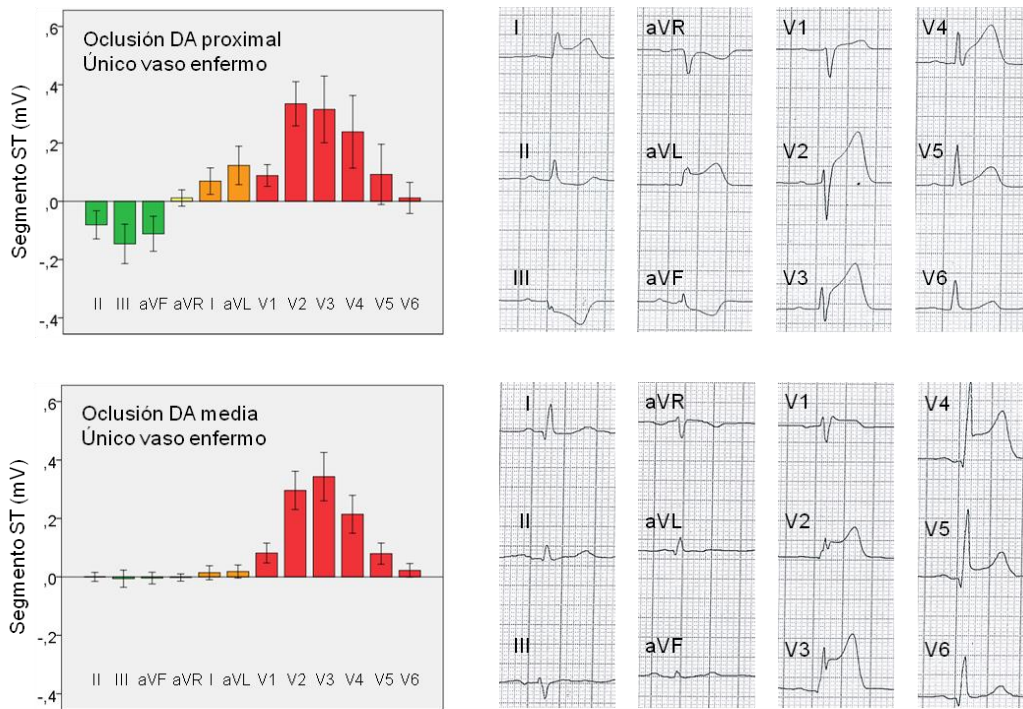 Oclusión DA proximal
Único vaso enfermo
Segmento ST (mV)
,6
,4
,2
,0
-,2
-,4
II III aVF aVR I aVL V1 V2 V3 V4 V5 V6
I aVR V1 V4
II aVL V2 V5
III aVF V3 V6
Oclusión DA media
Único vaso enfermo
Segmento ST (mV)
,6
,4
,2
,0
-,2
-,4
II III aVF aVR I aVL V1 V2 V3 V4 V5 V6
I aVR V1 V4
II aVL V2 V5
III aVF V3 V6